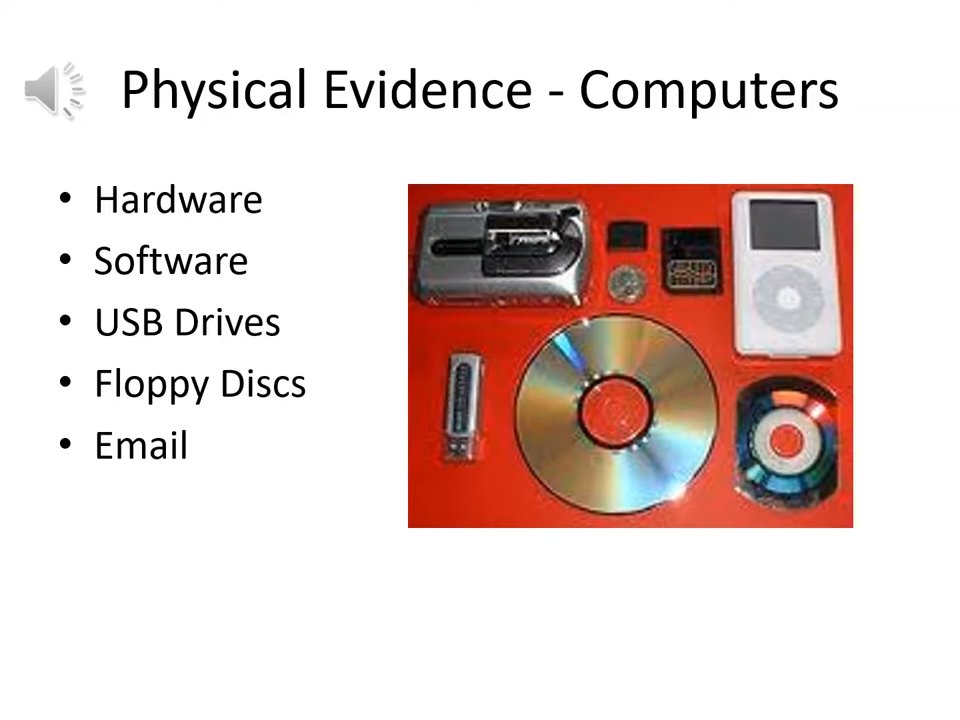 Physical Evidence - Computers
• Hardware
• Software
• USB Drives
• Floppy Discs
• Email